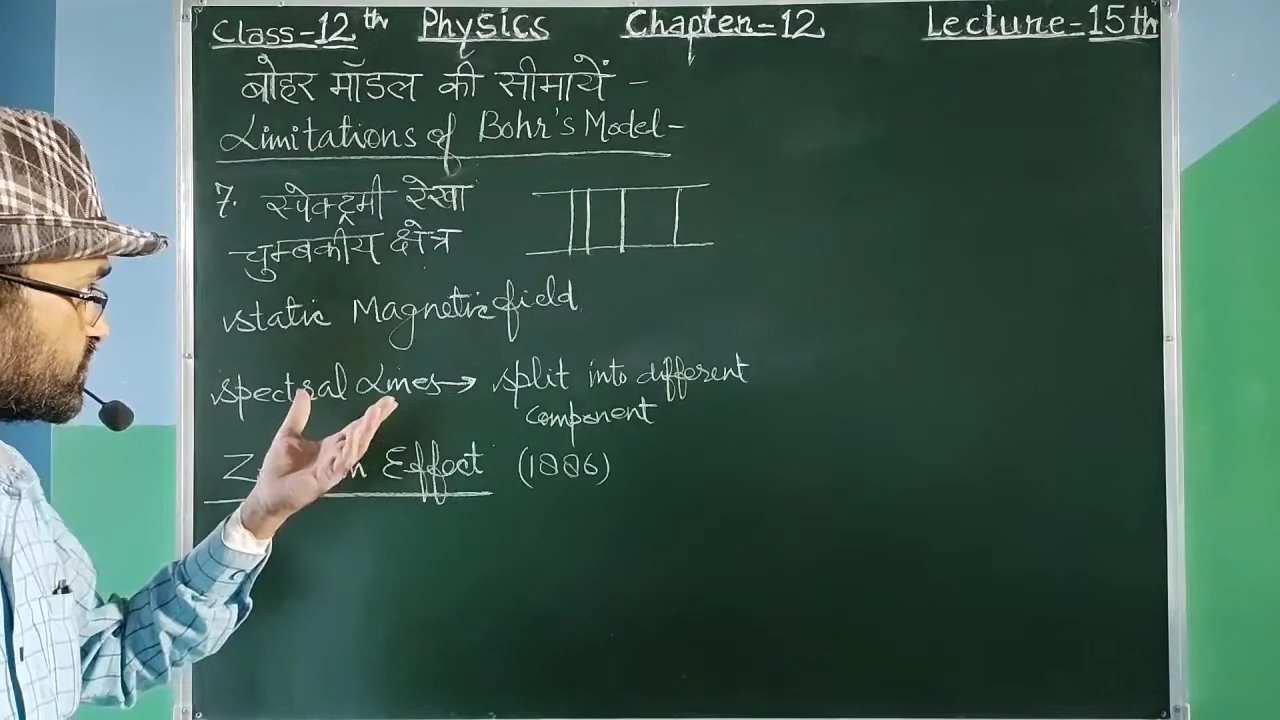 Class-12th Physics Chapter-12 Lecture-15th
बोहर मॉडल की सीमायें -
Limitations of Bohr's Model-
7. स्पेक्ट्रमी रेखा
चुम्बकीय क्षेत्र
static Magnetic field
spectral Lines→ split into different
component
Effect (1886)